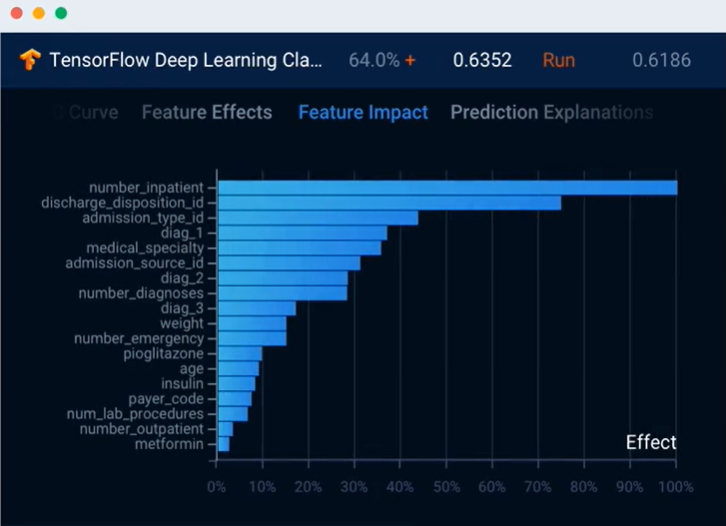 TensorFlow Deep Learning Cla... 64.0% + 0.6352 Run 0.6186
C Curve Feature Effects Feature Impact Prediction Explanations
number_inpatient
discharge_disposition_id
admission_type_id
diag_1
medical_specialty
admission_source_id
diag_2
number_diagnoses
diag_3
weight
number_emergency
pioglitazone
age
insulin
payer_code
num_lab_procedures
number_outpatient
metformin
Effect
0% 10% 20% 30% 40% 50% 60% 70% 80% 90% 100%